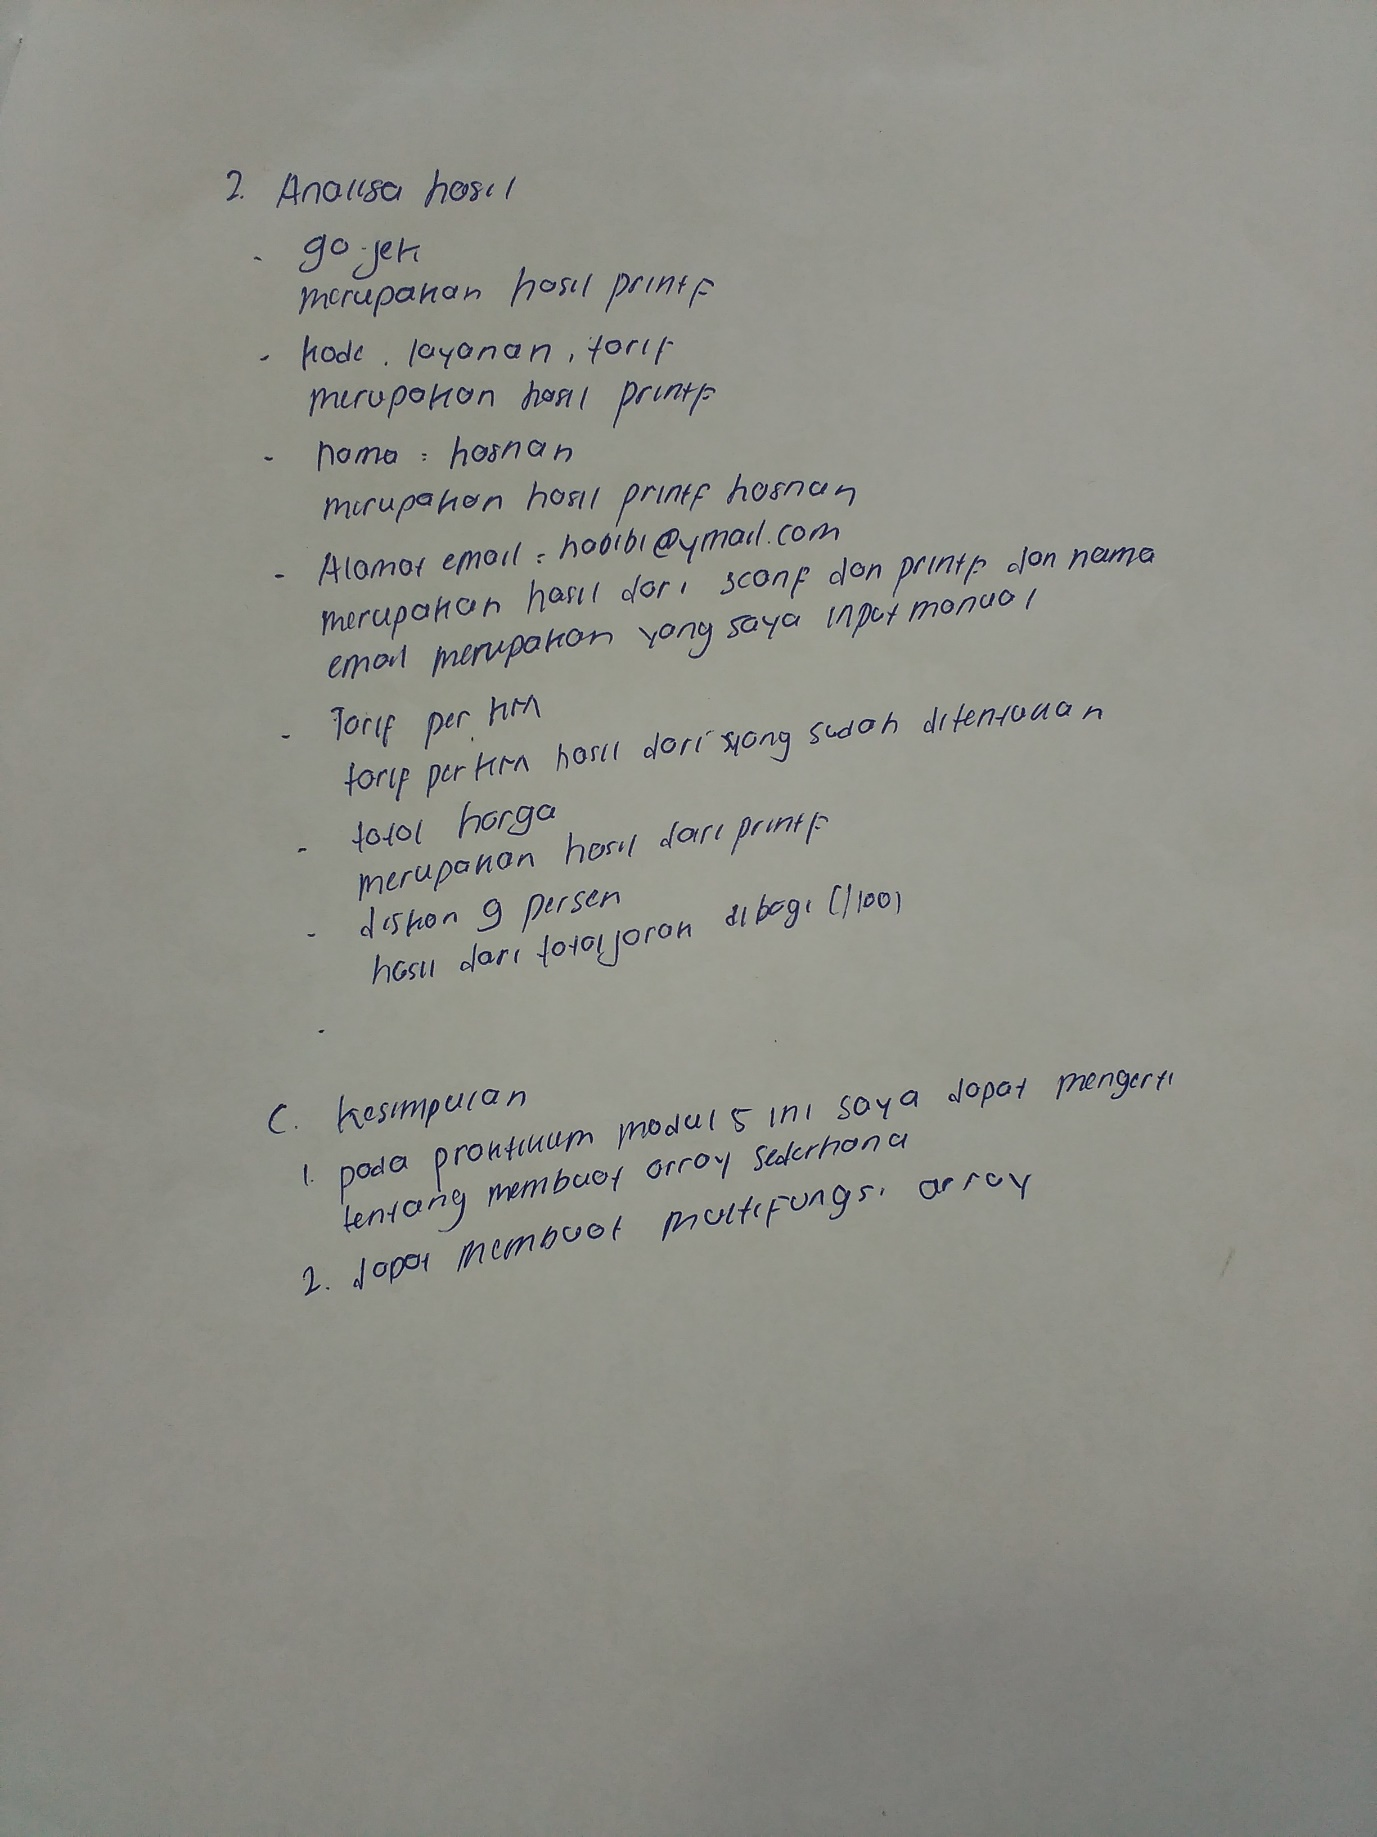 2. Analisa hasil
- go-jek
merupakan hasil printf
- kode, layanan, tarif
merupakan hasil printf
- nama : hasnan
merupakan hasil printf hasnan
- Alamat email : habibi@ymail.com
merupakan hasil dari scanf dan printf dan nama
email merupakan yang saya input manual
- Tarif per km
tarif per km hasil dari yang sudah ditentukan
- total harga
merupakan hasil dari printf
- diskon 9 persen
hasil dari total jarak dibagi (/100)
-
C. Kesimpulan
1. pada praktikum modul 5 ini saya dapat mengerti
tentang membuat array sederhana
2. dapat membuat multifungsi array